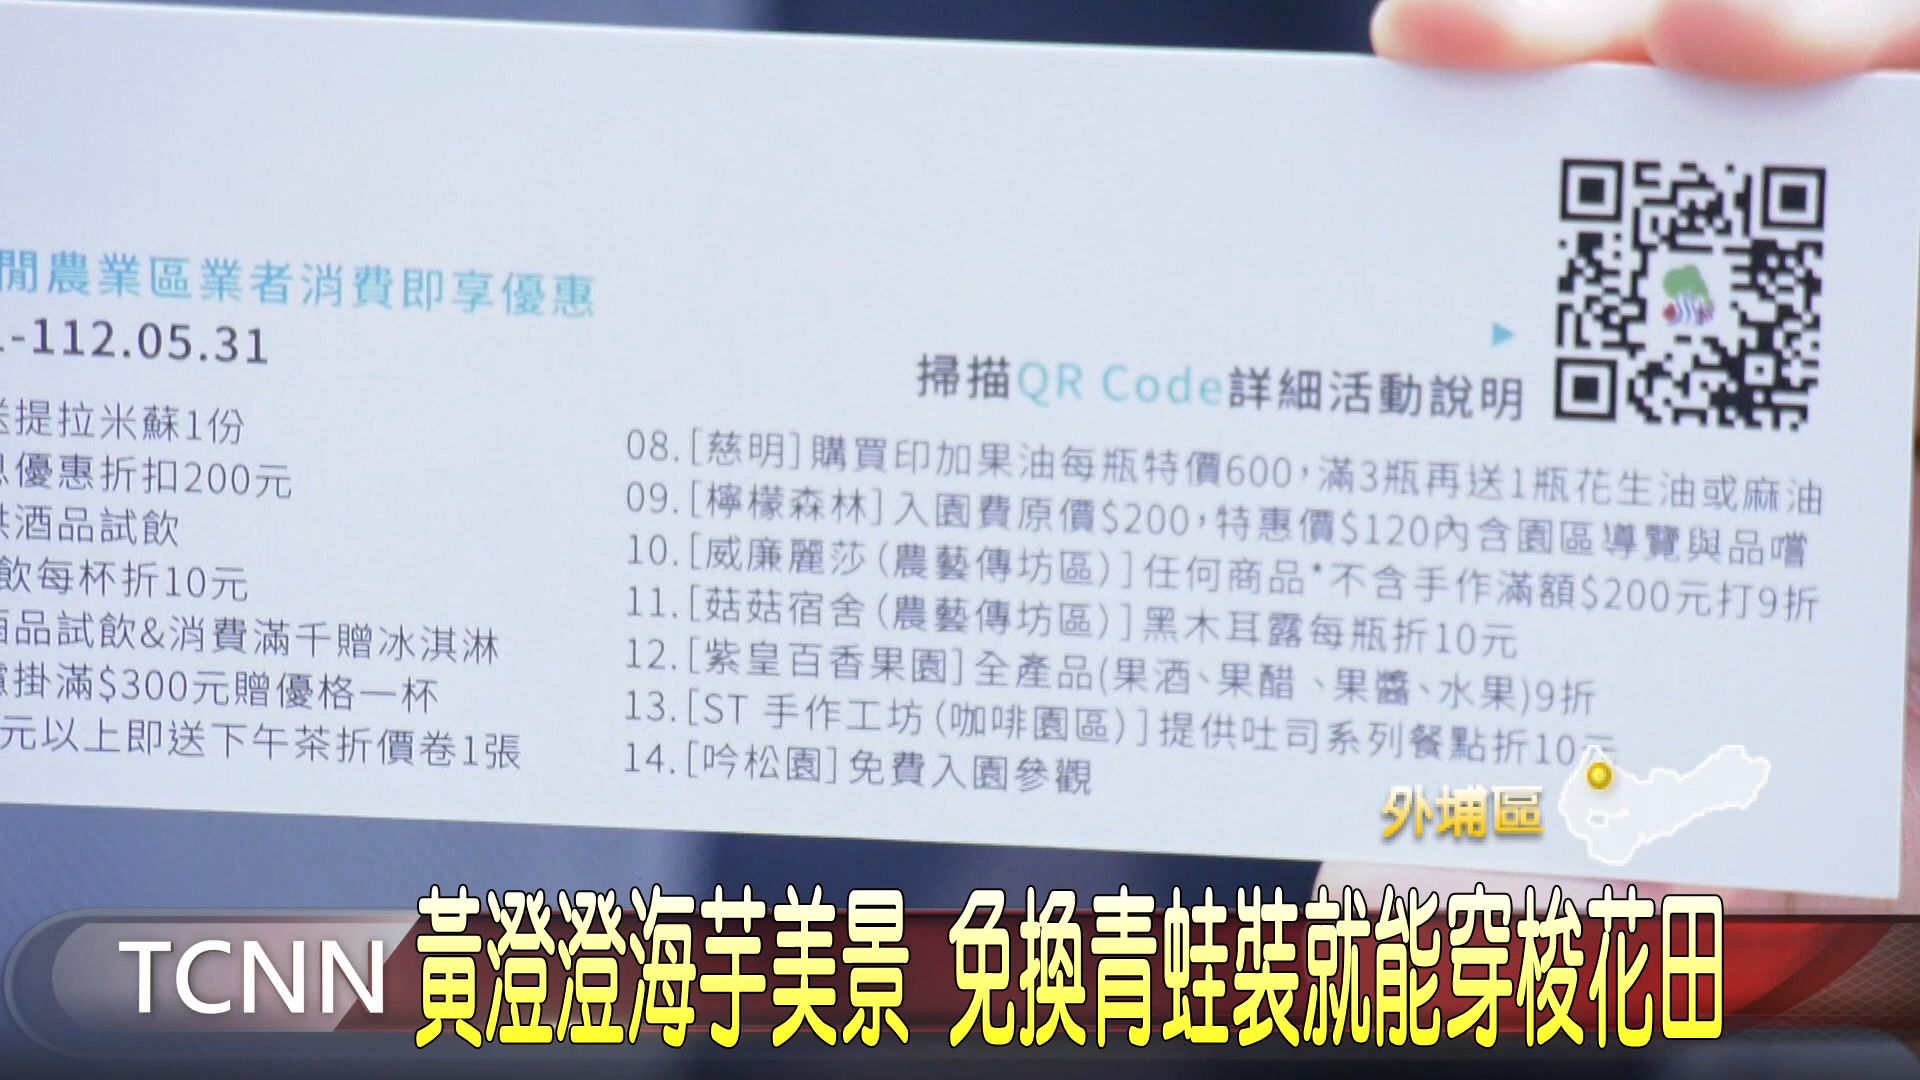 閒農業區業者消費即享優惠
-112.05.31
送提拉米蘇1份
優惠折扣200元
酒品試飲
飲每杯折10元
酒品試飲&消費滿千贈冰淇淋
掛滿$300元贈優格一杯
元以上即送下午茶折價卷1張
掃描QR Code詳細活動說明
08.[慈明]購買印加果油每瓶特價600,滿3瓶再送1瓶花生油或麻油
09.[檸檬森林]入園費原價$200,特惠價$120內含園區導覽與品嚐
10.[威廉麗莎(農藝傳坊區)]任何商品*不含手作滿額$200元打9折
11.[菇菇宿舍(農藝傳坊區)]黑木耳露每瓶折10元
12.[紫皇百香果園]全產品(果酒、果醋、果醬、水果)9折
13.[ST 手作工坊(咖啡園區)]提供吐司系列餐點折10元
14.[吟松園]免費入園參觀
外埔區
TCNN
黃澄澄海芋美景 免換青蛙裝就能穿梭花田